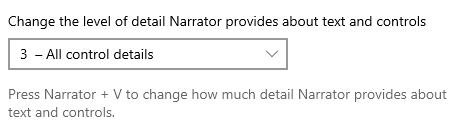 Change the level of detail Narrator provides about text and controls
3 – All control details
Press Narrator + V to change how much detail Narrator provides about
text and controls.